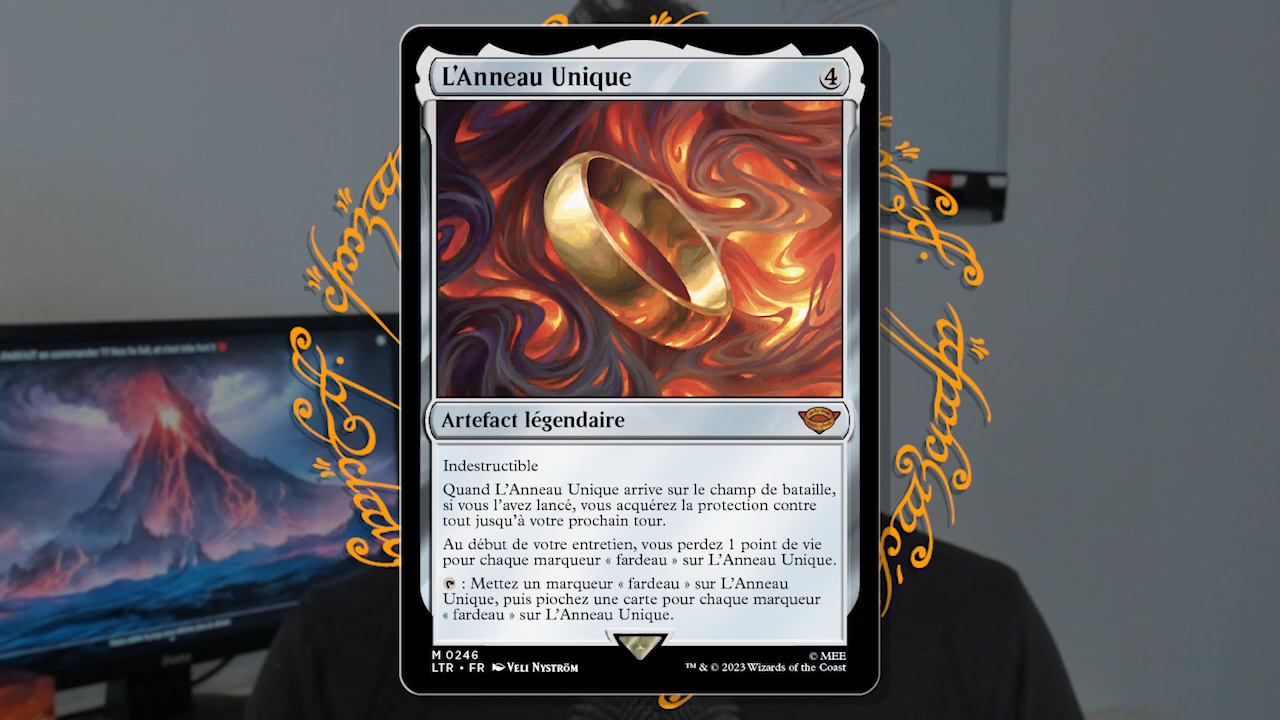 L'Anneau Unique
4
Artefact légendaire
Indestructible
Quand L'Anneau Unique arrive sur le champ de bataille,
si vous l'avez lancé, vous acquérez la protection contre
tout jusqu'à votre prochain tour.
Au début de votre entretien, vous perdez 1 point de vie
pour chaque marqueur « fardeau » sur L'Anneau Unique.
: Mettez un marqueur « fardeau » sur L'Anneau
Unique, puis piochez une carte pour chaque marqueur
« fardeau » sur L'Anneau Unique.
M 0246
LTR • FR VELI NYSTRÖM
© MEE
™ & © 2023 Wizards of the Coast